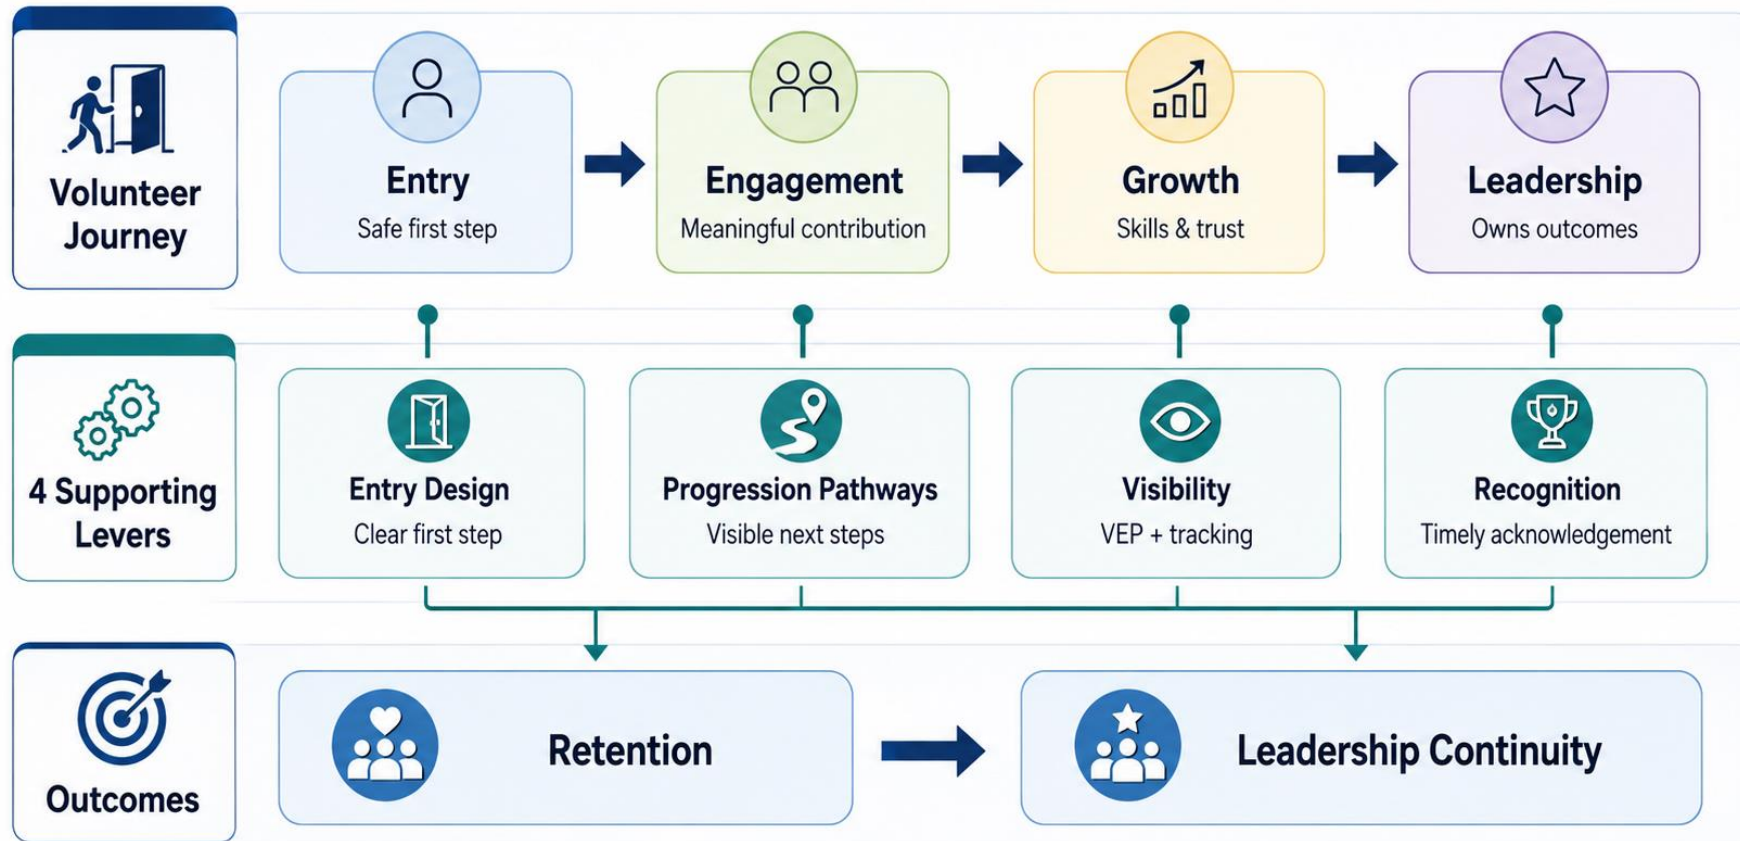 Volunteer
Journey
Entry
Safe first step
Engagement
Meaningful contribution
Growth
Skills & trust
Leadership
Owns outcomes
4 Supporting
Levers
Entry Design
Clear first step
Progression Pathways
Visible next steps
Visibility
VEP + tracking
Recognition
Timely acknowledgement
Outcomes
Retention
Leadership Continuity